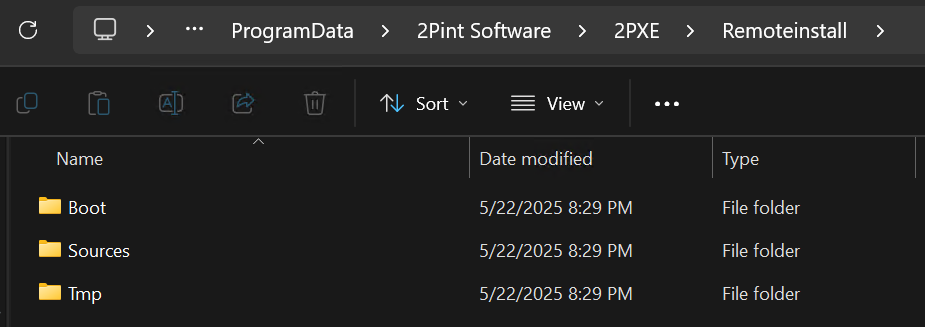 ··· ProgramData 2Pint Software 2PXE Remoteinstall
Sort View ···
Name Date modified Type
Boot 5/22/2025 8:29 PM File folder
Sources 5/22/2025 8:29 PM File folder
Tmp 5/22/2025 8:29 PM File folder